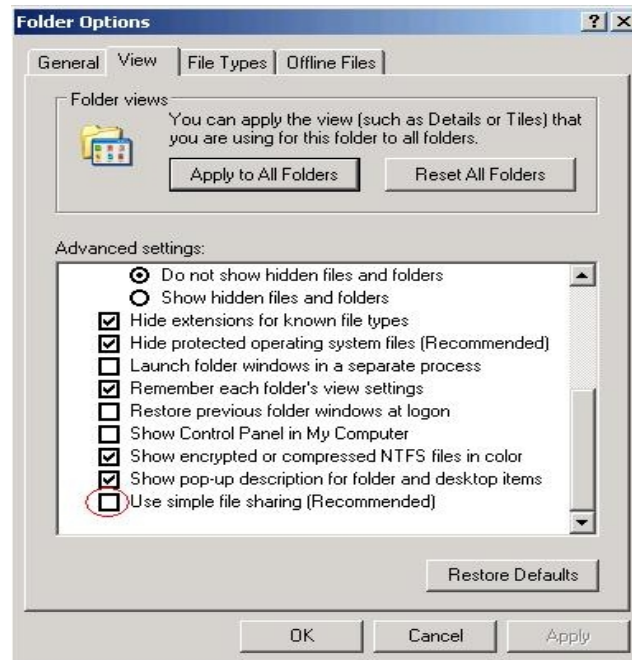 Folder Options
General View File Types Offline Files
Folder views
You can apply the view (such as Details or Tiles) that
you are using for this folder to all folders.
Apply to All Folders Reset All Folders
Advanced settings:
Do not show hidden files and folders
Show hidden files and folders
Hide extensions for known file types
Hide protected operating system files (Recommended)
Launch folder windows in a separate process
Remember each folder's view settings
Restore previous folder windows at logon
Show Control Panel in My Computer
Show encrypted or compressed NTFS files in color
Show pop-up description for folder and desktop items
Use simple file sharing (Recommended)
Restore Defaults
OK Cancel Apply